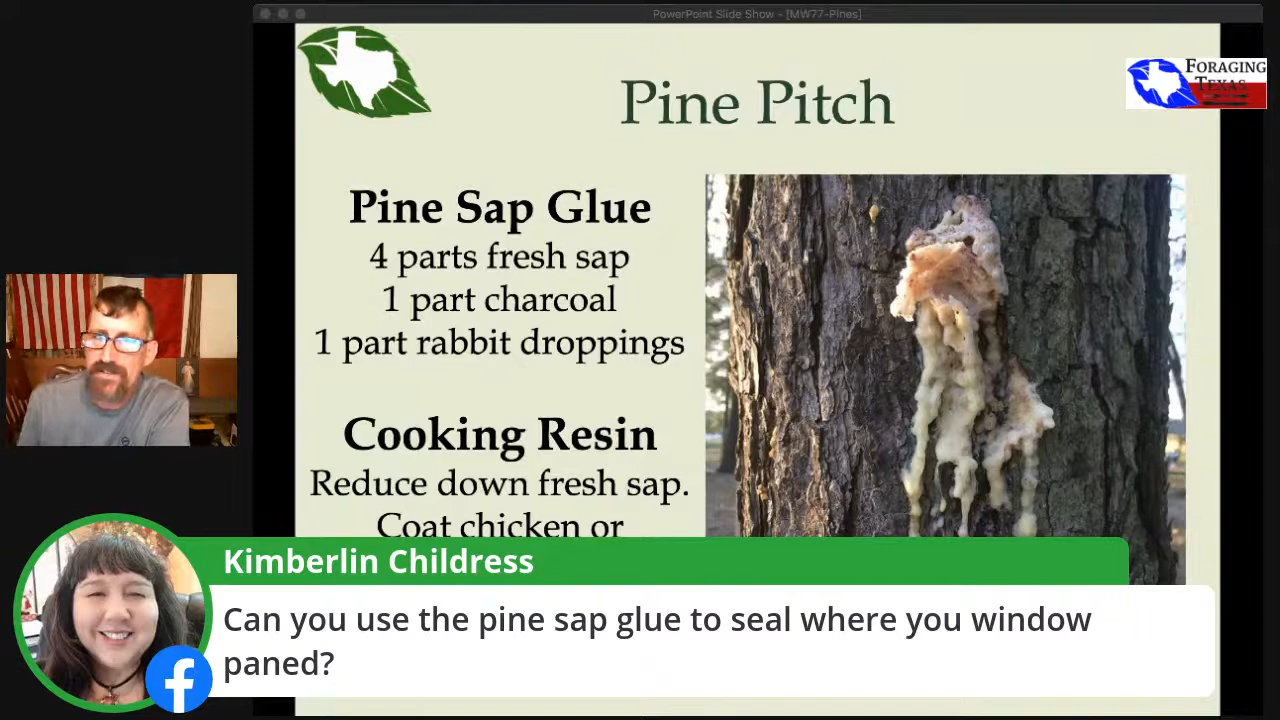 PowerPoint Slide Show - [MW77-Pines]
FORAGING
TEXAS
Pine Pitch
Pine Sap Glue
4 parts fresh sap
1 part charcoal
1 part rabbit droppings
Cooking Resin
Reduce down fresh sap.
Coat chicken or
Kimberlin Childress
Can you use the pine sap glue to seal where you window
paned?